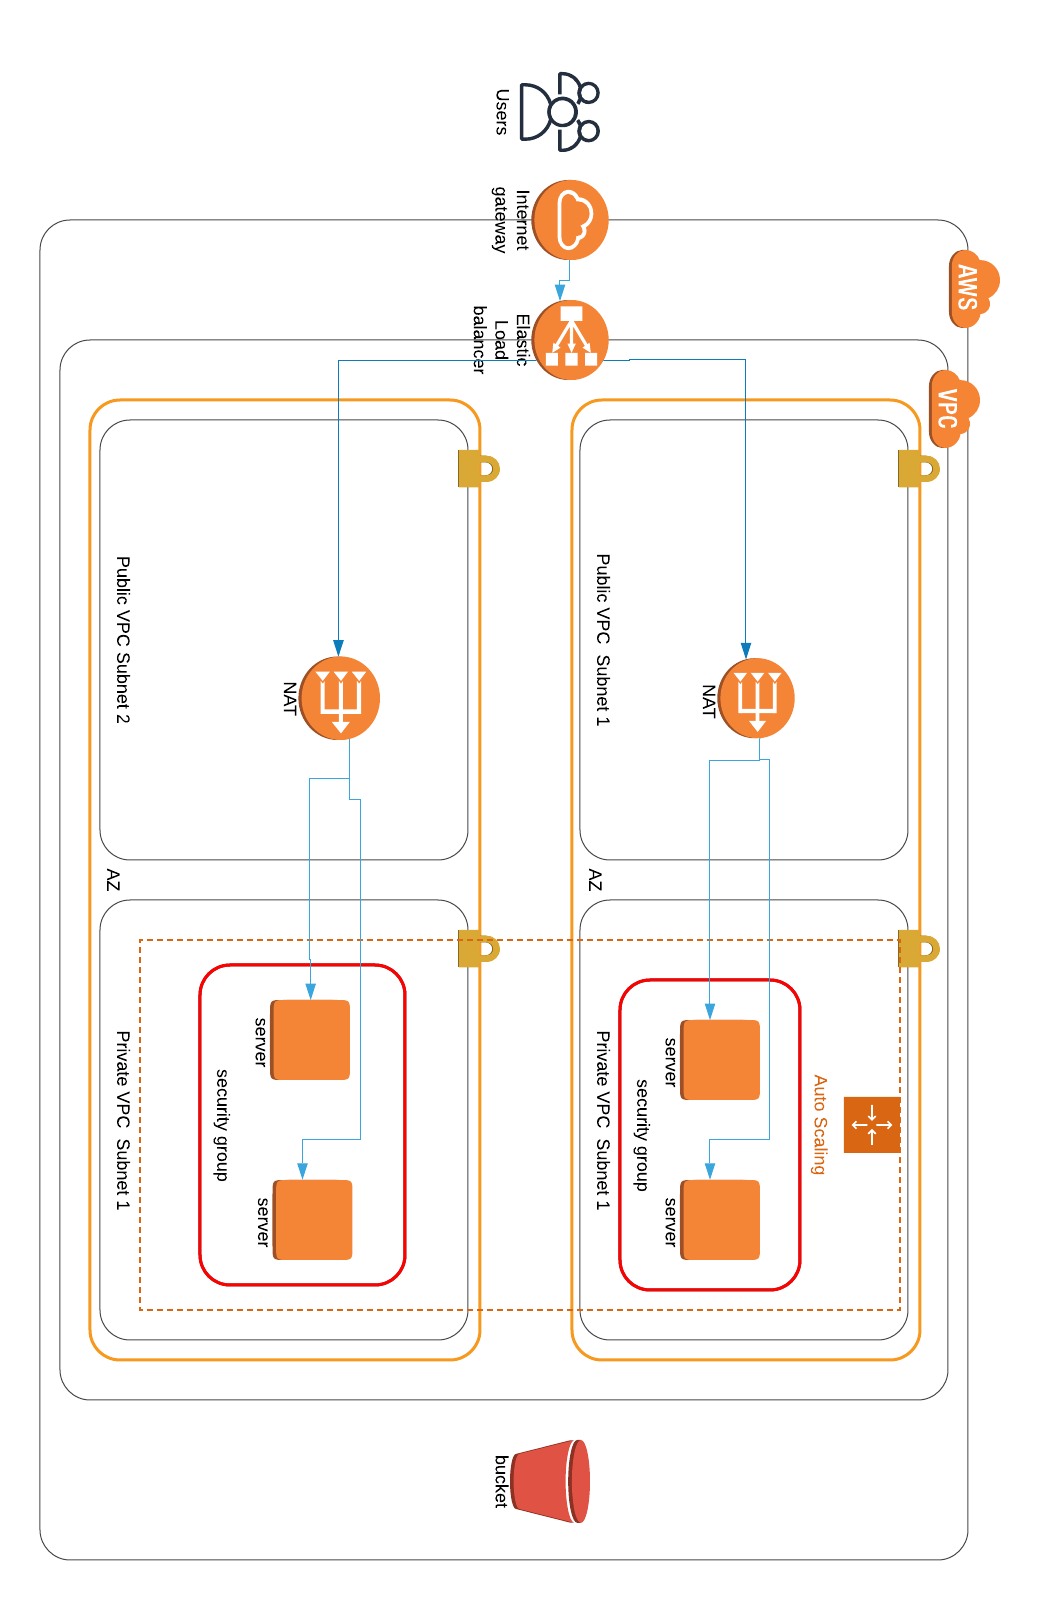 Users
Internet
gateway
AWS
Elastic
Load
balancer
VPC
Public VPC  Subnet 1
Public VPC Subnet 2
NAT
NAT
AZ
AZ
Auto Scaling
server
server
security group
Private VPC  Subnet 1
server
server
security group
Private VPC  Subnet 1
bucket